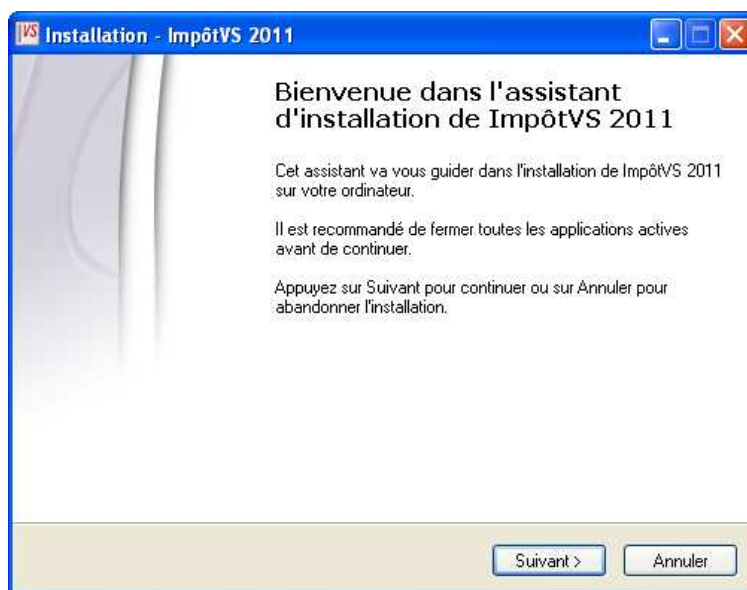 VS Installation - ImpôtVS 2011
Bienvenue dans l'assistant
d'installation de ImpôtVS 2011
Cet assistant va vous guider dans l'installation de ImpôtVS 2011
sur votre ordinateur.
Il est recommandé de fermer toutes les applications actives
avant de continuer.
Appuyez sur Suivant pour continuer ou sur Annuler pour
abandonner l'installation.
Suivant >
Annuler